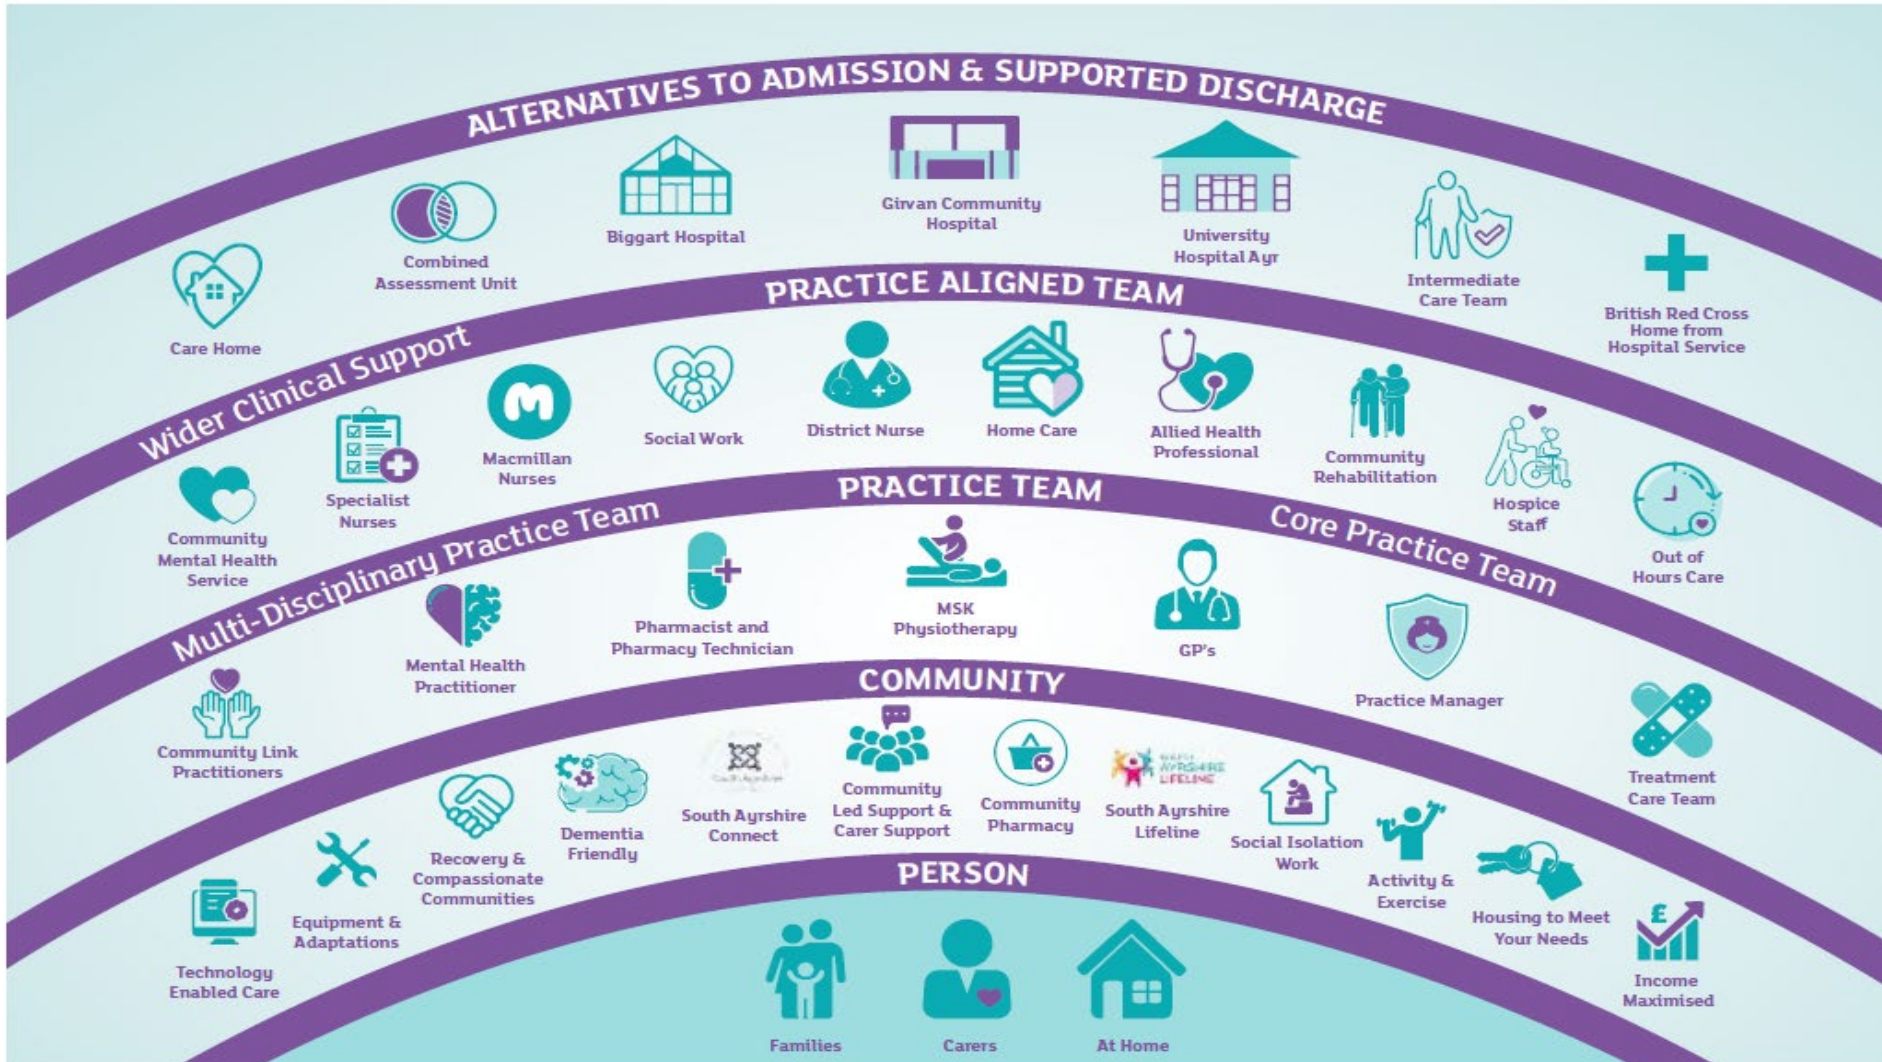 ALTERNATIVES TO ADMISSION & SUPPORTED DISCHARGE
Care Home
Combined
Assessment Unit
Biggart Hospital
Girvan Community
Hospital
University
Hospital Ayr
Intermediate
Care Team
British Red Cross
Home from
Hospital Service
Wider Clinical Support
PRACTICE ALIGNED TEAM
Community
Mental Health
Service
Specialist
Nurses
M
Macmillan
Nurses
Social Work
District Nurse
Home Care
Allied Health
Professional
Community
Rehabilitation
Hospice
Staff
Out of
Hours Care
Multi-Disciplinary Practice Team
PRACTICE TEAM
Core Practice Team
Community Link
Practitioners
Mental Health
Practitioner
Pharmacist and
Pharmacy Technician
MSK
Physiotherapy
GP's
Practice Manager
Treatment
Care Team
COMMUNITY
Technology
Enabled Care
Equipment &
Adaptations
Recovery &
Compassionate
Communities
Dementia
Friendly
South Ayrshire
Connect
Community
Led Support &
Carer Support
Community
Pharmacy
AYRSHIRE
LIFELINE
South Ayrshire
Lifeline
Social Isolation
Work
Activity &
Exercise
Housing to Meet
Your Needs
£
Income
Maximised
PERSON
Families
Carers
At Home